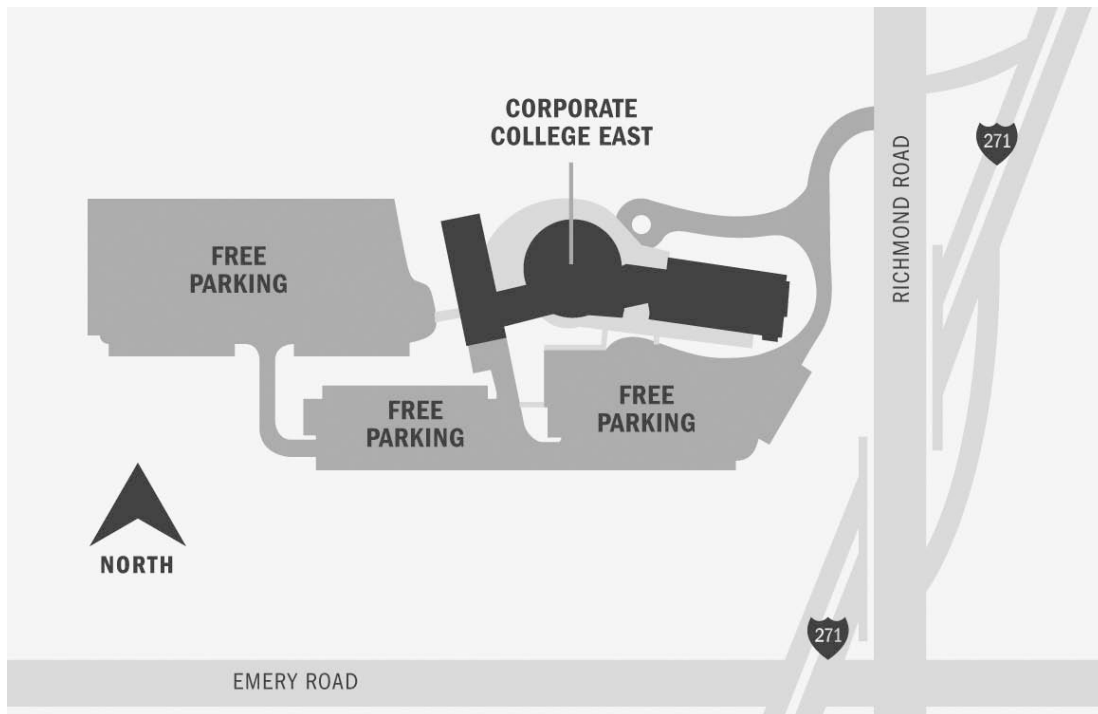 CORPORATE
COLLEGE EAST
271
RICHMOND ROAD
FREE
PARKING
FREE
PARKING
FREE
PARKING
NORTH
271
EMERY ROAD